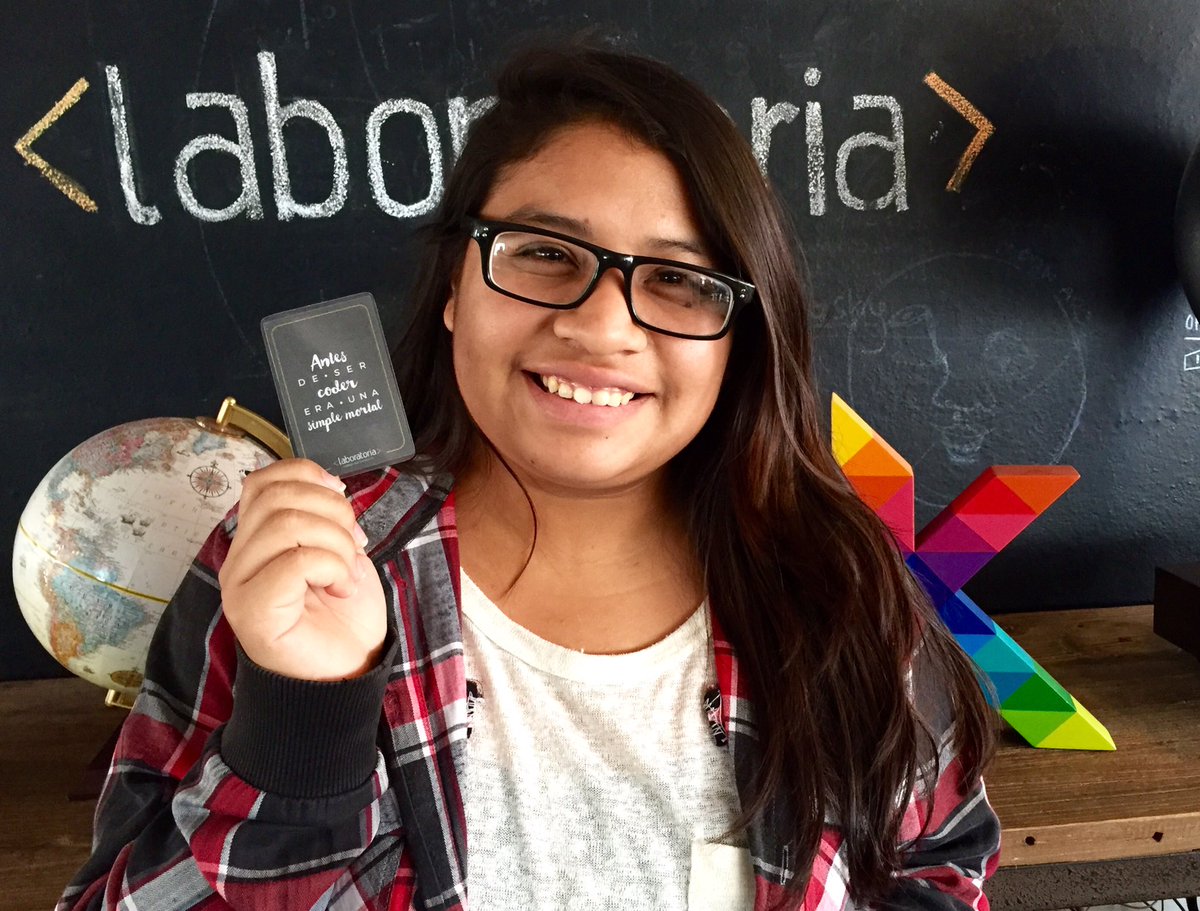 <laboratoria>
Antes
DE • SER
coder
ERA • UNA
simple mortal
<laboratoria>